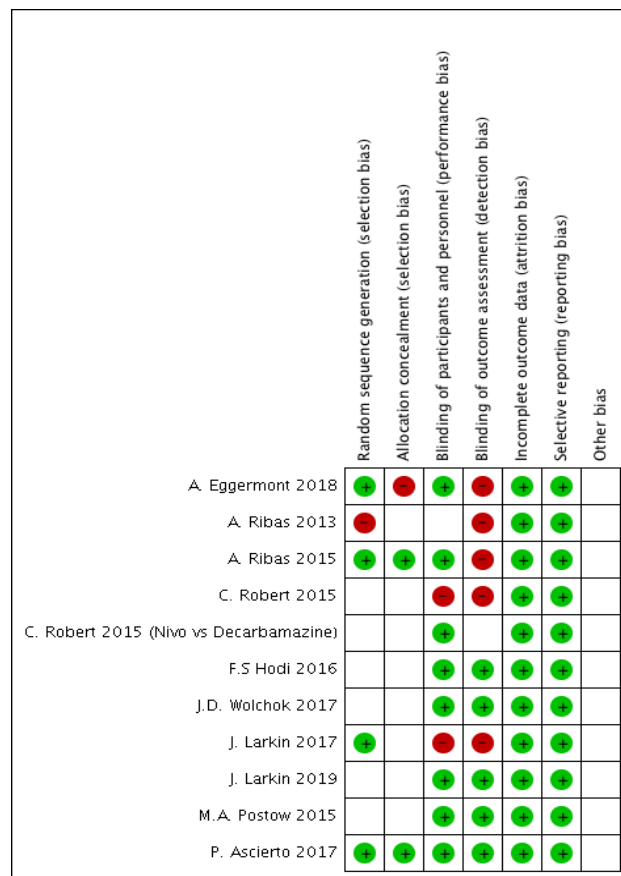 Random sequence generation (selection bias)
Allocation concealment (selection bias)
Blinding of participants and personnel (performance bias)
Blinding of outcome assessment (detection bias)
Incomplete outcome data (attrition bias)
Selective reporting (reporting bias)
Other bias
A. Eggermont 2018 + - + - + +
A. Ribas 2013 - - + +
A. Ribas 2015 + + + - + +
C. Robert 2015 - - + +
C. Robert 2015 (Nivo vs Decarbamazine) + + +
F.S Hodi 2016 + + + +
J.D. Wolchok 2017 + + + +
J. Larkin 2017 + - - + +
J. Larkin 2019 + + + +
M.A. Postow 2015 + + + +
P. Ascierto 2017 + + + + + +